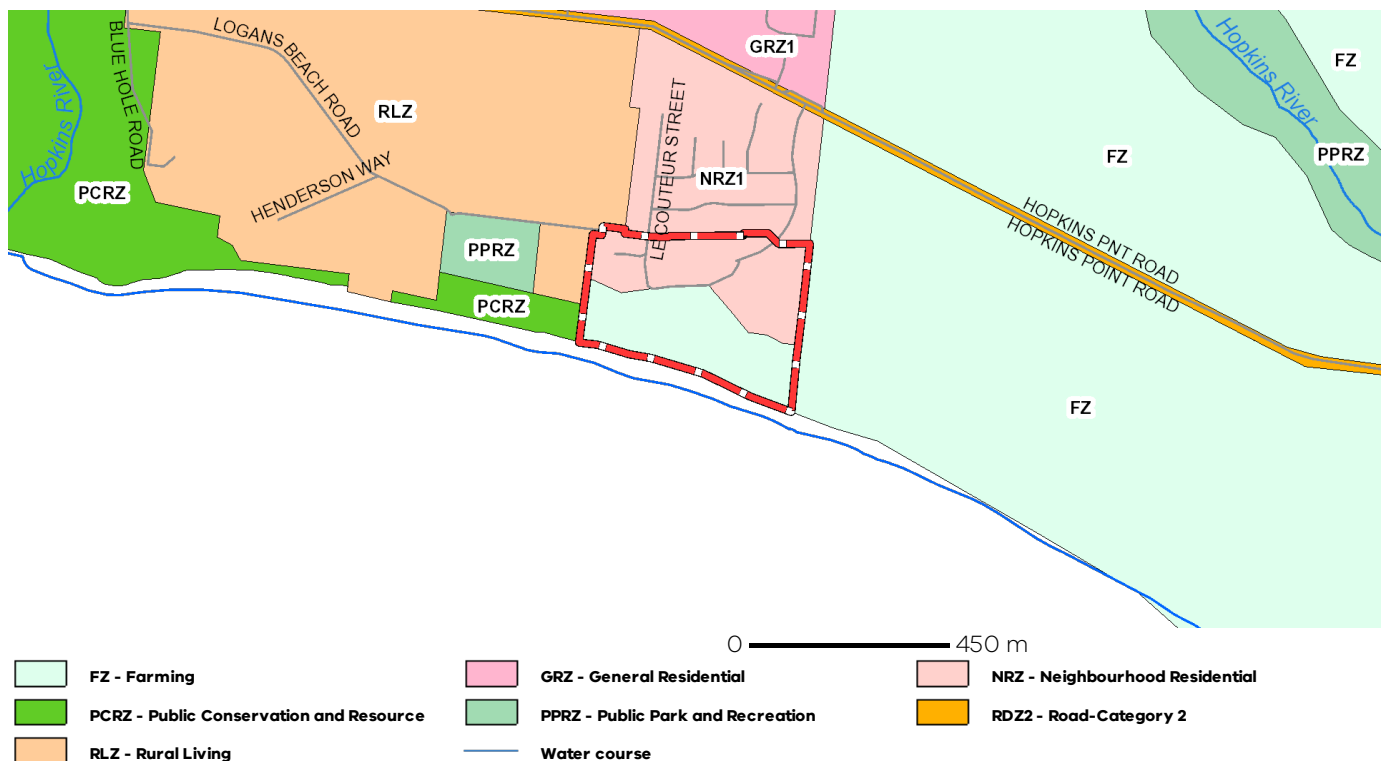 LOGANS BEACH ROAD
BLUE HOLE ROAD
Hopkins River
RLZ
PCRZ
HENDERSON WAY
PPRZ
PCRZ
GRZ1
LE COUTEUR STREET
NRZ1
Hopkins River
FZ
PPRZ
FZ
HOPKINS PNT ROAD
HOPKINS POINT ROAD
FZ
0 450 m
FZ - Farming
PCRZ - Public Conservation and Resource
RLZ - Rural Living
GRZ - General Residential
PPRZ - Public Park and Recreation
Water course
NRZ - Neighbourhood Residential
RDZ2 - Road-Category 2